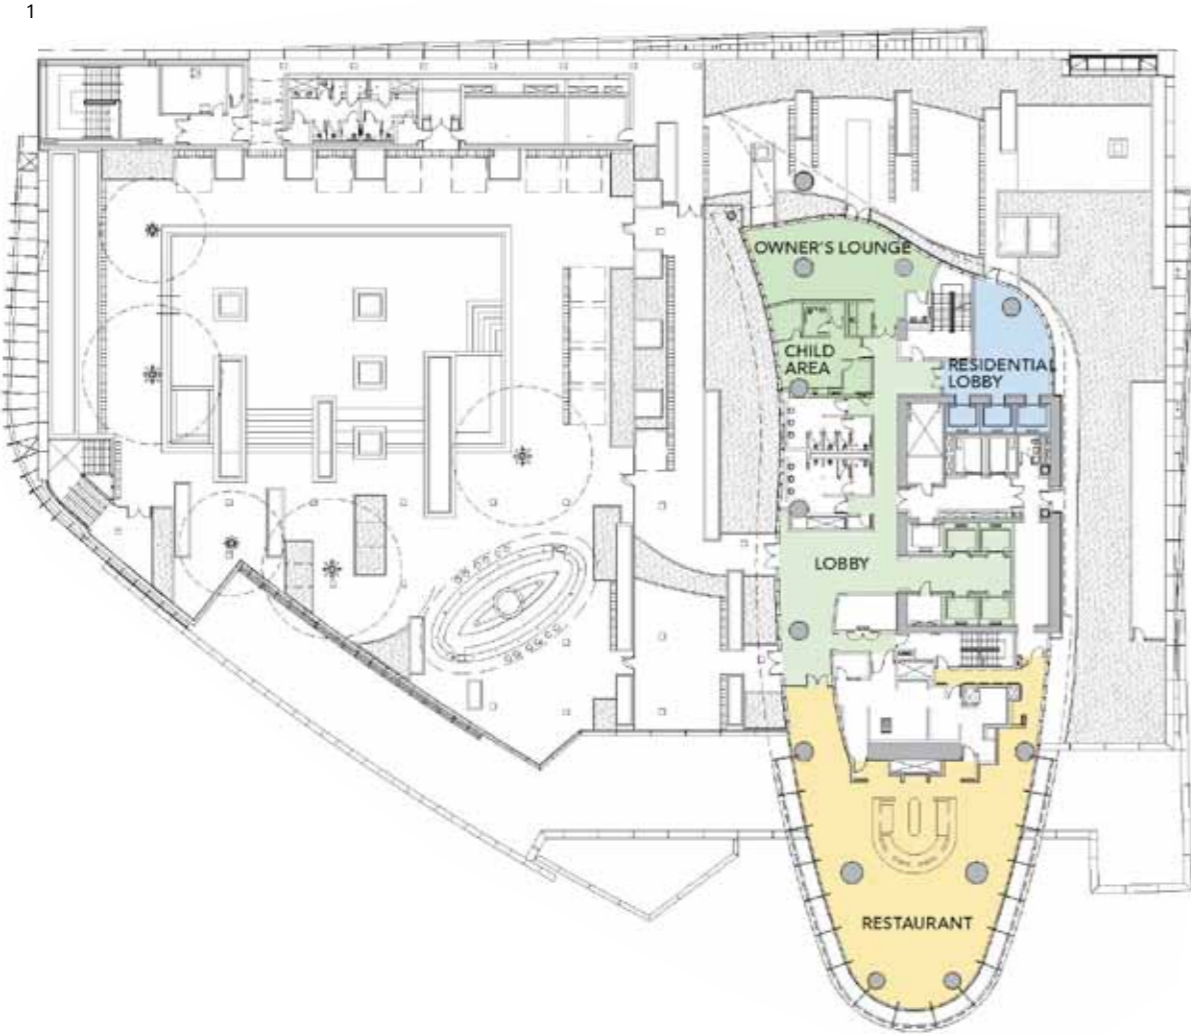 1
OWNER'S LOUNGE
CHILD
AREA
RESIDENTIAL
LOBBY
LOBBY
RESTAURANT